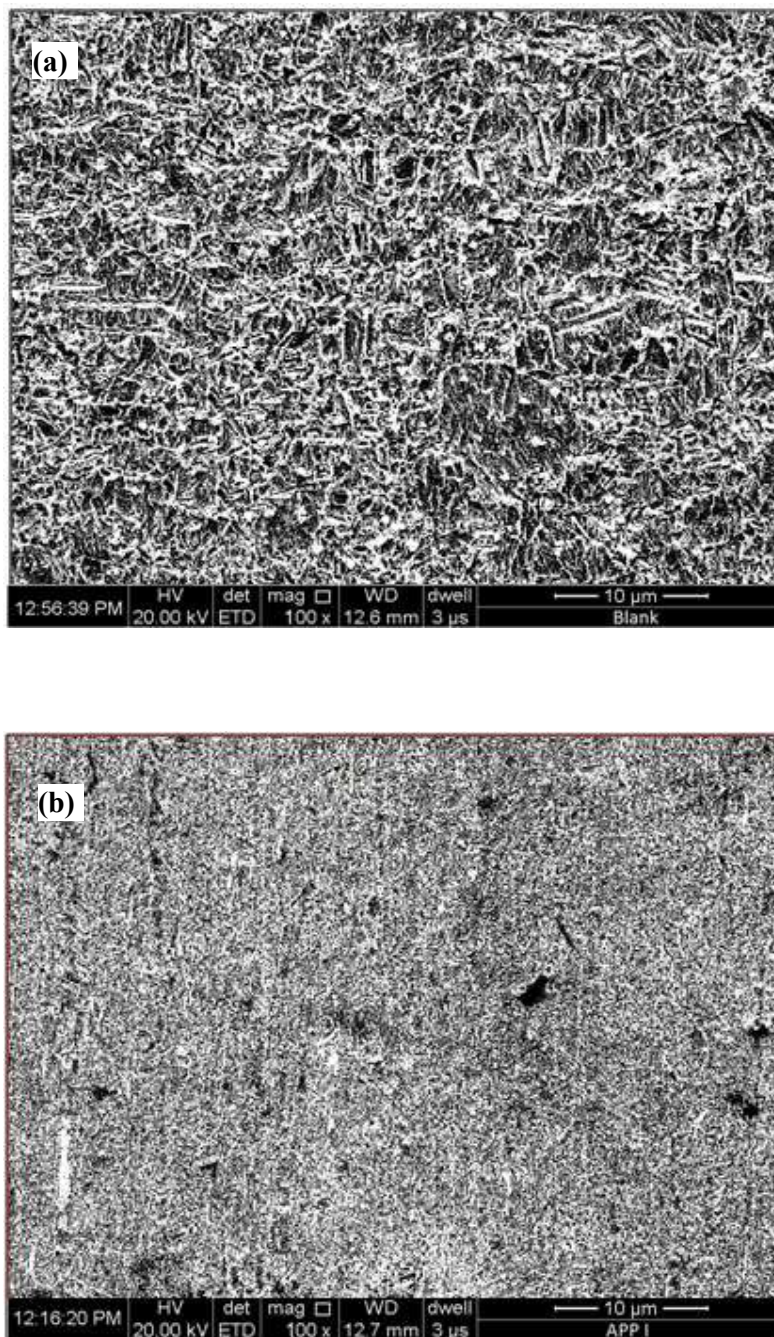 (a)
12:56:39 PM
HV
20.00 kV
det
ETD
mag
100 x
WD
12.6 mm
dwell
3 µs
10 µm
Blank
(b)
12:16:20 PM
HV
20.00 kV
det
ETD
mag
100 x
WD
12.7 mm
dwell
3 µs
10 µm
APP I